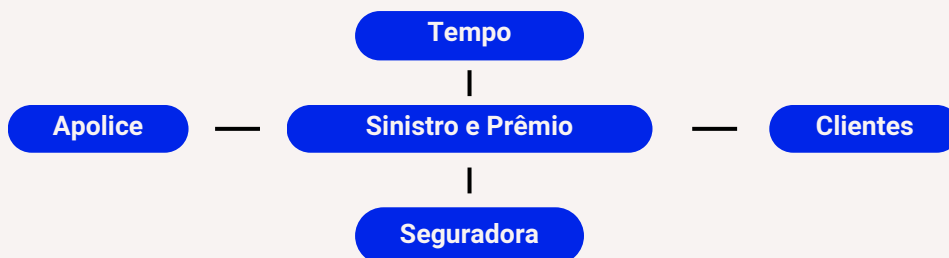 Tempo
Apolice
Sinistro e Prêmio
Clientes
Seguradora